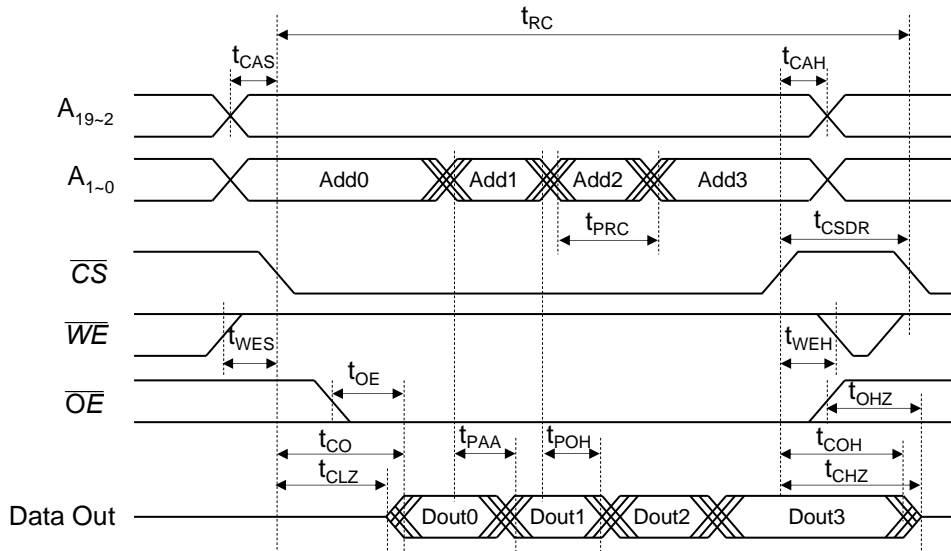 tRC
tCAS
tCAH
A19~2
A1~0
Add0
Add1
Add2
Add3
tPRC
tCSDR
CS
WE
tWES
tWEH
OE
tOE
tOHZ
tCO
tPAA
tPOH
tCOH
tCLZ
tCHZ
Data Out
Dout0
Dout1
Dout2
Dout3